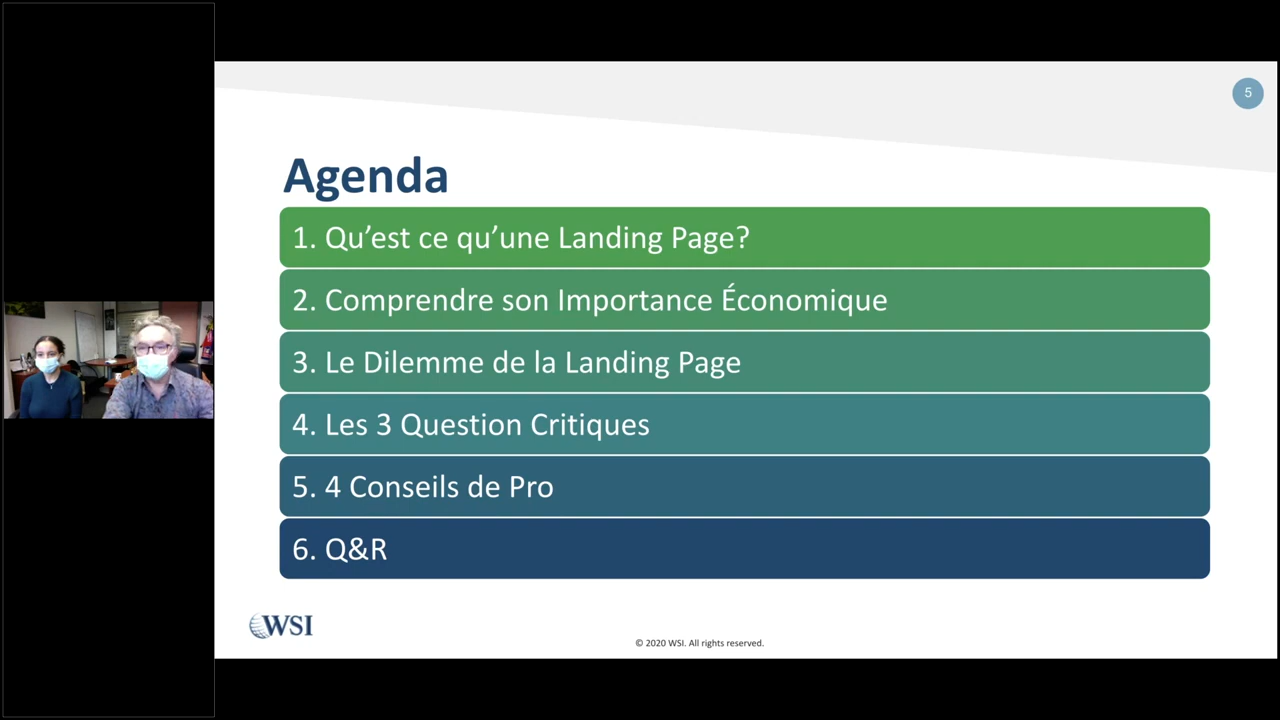 5
Agenda
1. Qu’est ce qu’une Landing Page?
2. Comprendre son Importance Économique
3. Le Dilemme de la Landing Page
4. Les 3 Question Critiques
5. 4 Conseils de Pro
6. Q&R
WSI
© 2020 WSI. All rights reserved.